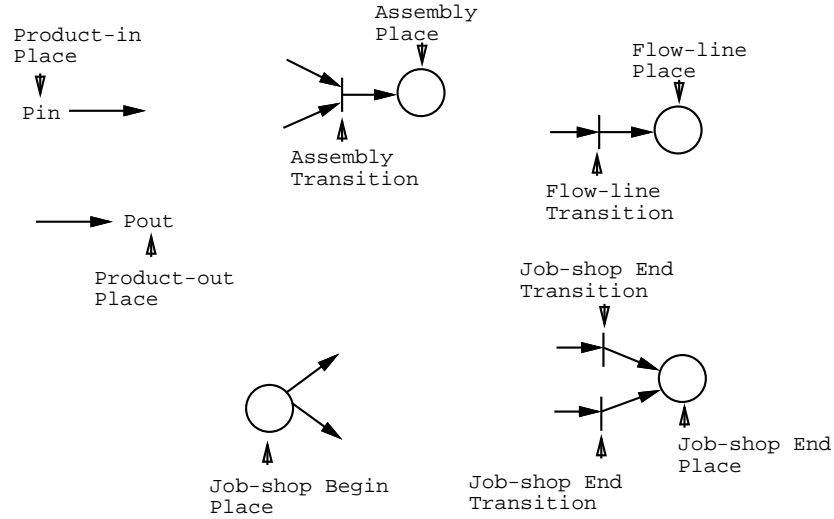 Product-in
Place
Pin
Assembly
Place
Assembly
Transition
Flow-line
Place
Flow-line
Transition
Pout
Product-out
Place
Job-shop End
Transition
Job-shop Begin
Place
Job-shop End
Transition
Job-shop End
Place